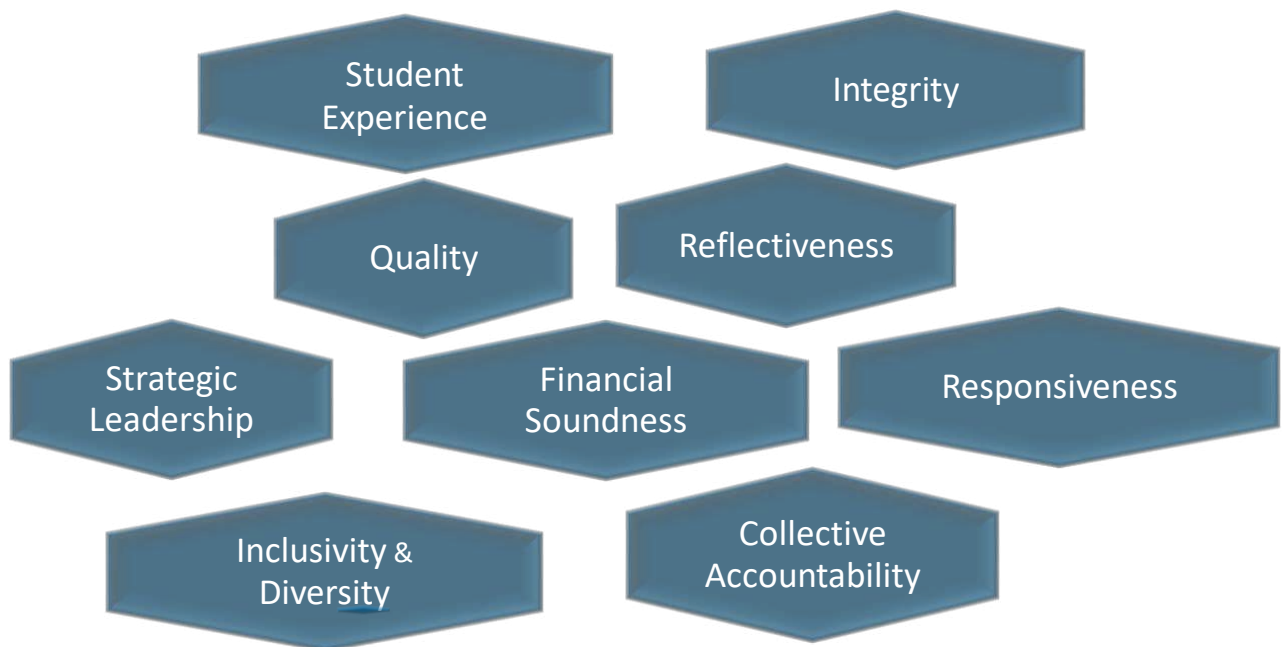 Student
Experience
Integrity
Quality
Reflectiveness
Strategic
Leadership
Financial
Soundness
Responsiveness
Inclusivity &
Diversity
Collective
Accountability